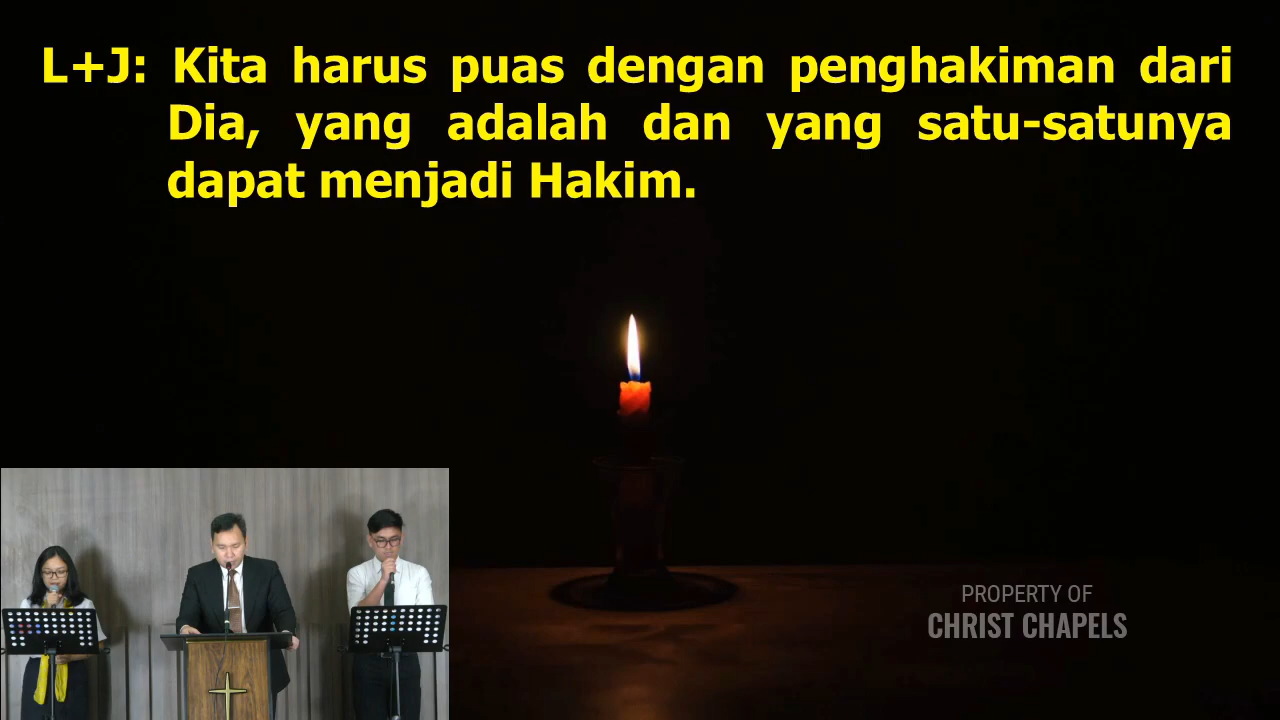 L+J: Kita harus puas dengan penghakiman dari
Dia, yang adalah dan yang satu-satunya
dapat menjadi Hakim.
PROPERTY OF
CHRIST CHAPELS